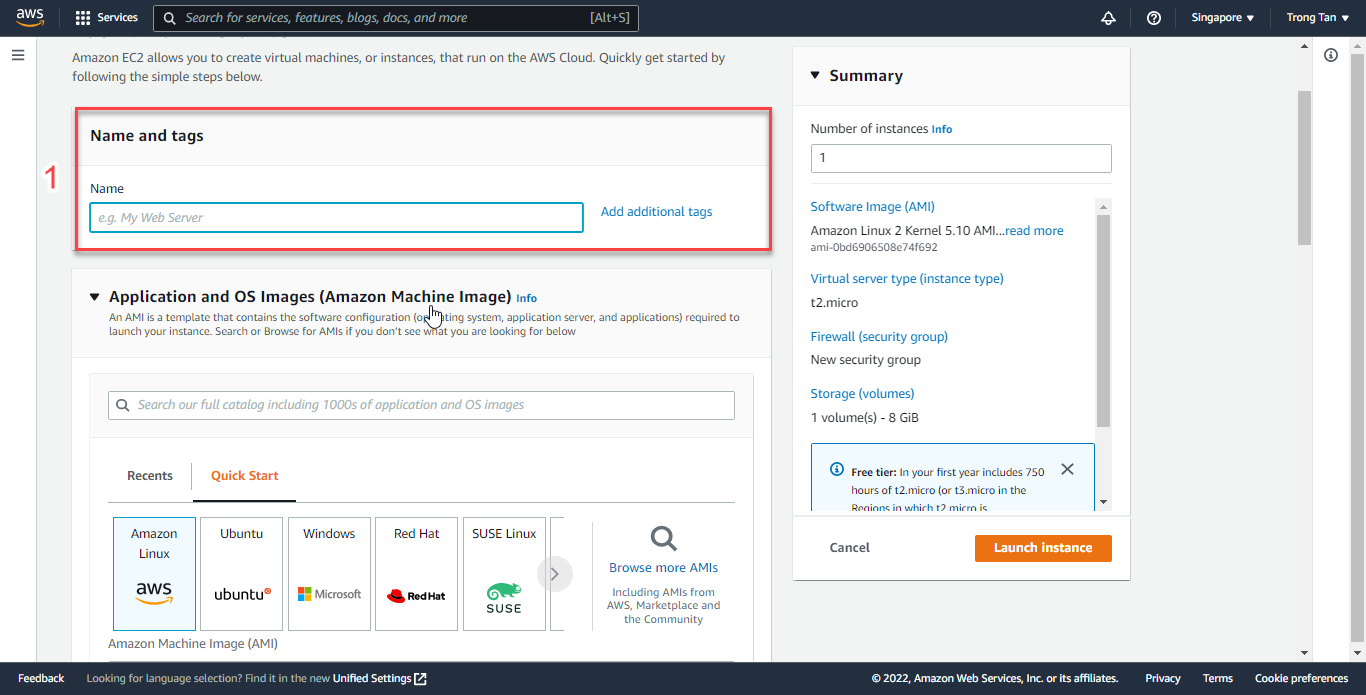 aws
Services
Search for services, features, blogs, docs, and more
[Alt+S]
Singapore
Trong Tan
Amazon EC2 allows you to create virtual machines, or instances, that run on the AWS Cloud. Quickly get started by
following the simple steps below.
1
Name and tags
Name
e.g. My Web Server
Add additional tags
Application and OS Images (Amazon Machine Image) Info
An AMI is a template that contains the software configuration (operating system, application server, and applications) required to
launch your instance. Search or Browse for AMIs if you don't see what you are looking for below
Search our full catalog including 1000s of application and OS images
Recents
Quick Start
Amazon
Linux
aws
Ubuntu
ubuntu
Windows
Microsoft
Red Hat
Red Hat
SUSE Linux
SUSE
Browse more AMIs
Including AMIs from
AWS, Marketplace and
the Community
Amazon Machine Image (AMI)
Summary
Number of instances Info
1
Software Image (AMI)
Amazon Linux 2 Kernel 5.10 AMI...read more
ami-0bd6906508e74f692
Virtual server type (instance type)
t2.micro
Firewall (security group)
New security group
Storage (volumes)
1 volume(s) - 8 GiB
Free tier: In your first year includes 750
hours of t2.micro (or t3.micro in the
Regions in which t2.micro is
Cancel
Launch instance
Feedback
Looking for language selection? Find it in the new Unified Settings
© 2022, Amazon Web Services, Inc. or its affiliates.
Privacy
Terms
Cookie preferences